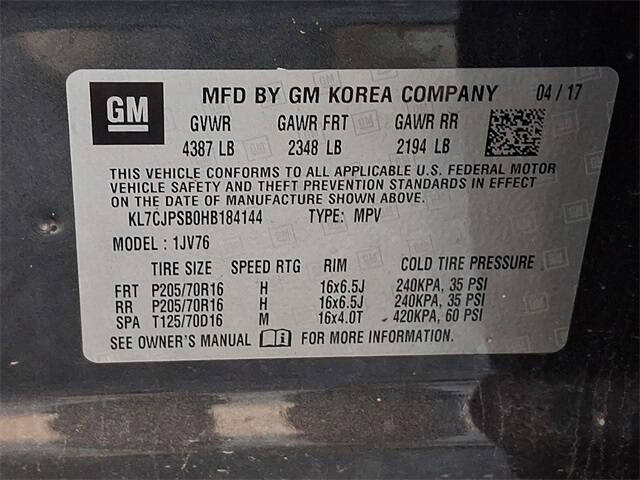 GM MFD BY GM KOREA COMPANY 04/17
GVWR GAWR FRT GAWR RR
4387 LB 2348 LB 2194 LB
THIS VEHICLE CONFORMS TO ALL APPLICABLE U.S. FEDERAL MOTOR
VEHICLE SAFETY AND THEFT PREVENTION STANDARDS IN EFFECT
ON THE DATE OF MANUFACTURE SHOWN ABOVE.
KL7CJPSB0HB184144 TYPE: MPV
MODEL: 1JV76
TIRE SIZE SPEED RTG RIM COLD TIRE PRESSURE
FRT P205/70R16 H 16x6.5J 240KPA, 35 PSI
RR P205/70R16 H 16x6.5J 240KPA, 35 PSI
SPA T125/70D16 M 16x4.0T 420KPA, 60 PSI
SEE OWNER'S MANUAL FOR MORE INFORMATION.